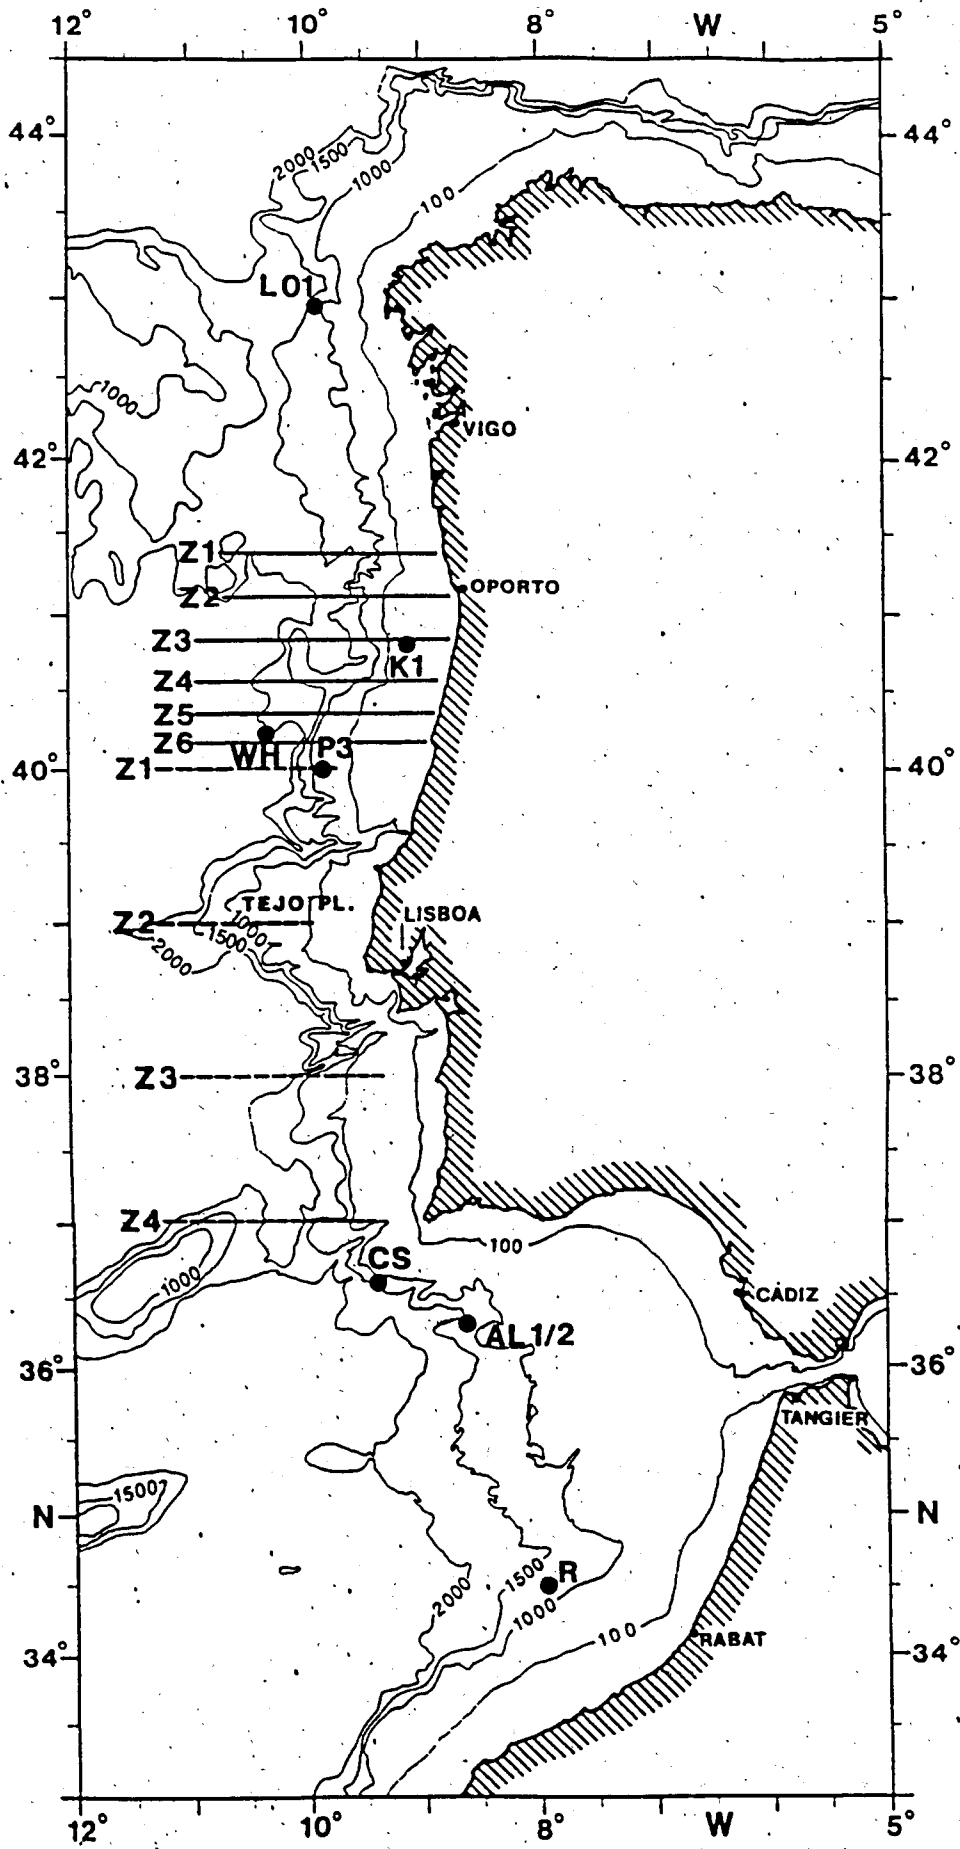 12° 10° 8° W 5°
44° 44°
2000 1500
1000
100
L01
1000
VIGO
42° 42°
Z1
OPORTO
Z2
Z3
K1
Z4
Z5
Z6
WH P3
Z1
40° 40°
TEJO PL.
LISBOA
Z2
1000
1500
2000
38° 38°
Z3
Z4
100
CS
1000
CÁDIZ
AL1/2
36° 36°
TANGIER
1500
N N
R
1500
2000
1000
100
RABAT
34° 34°
12° 10° 8° W 5°